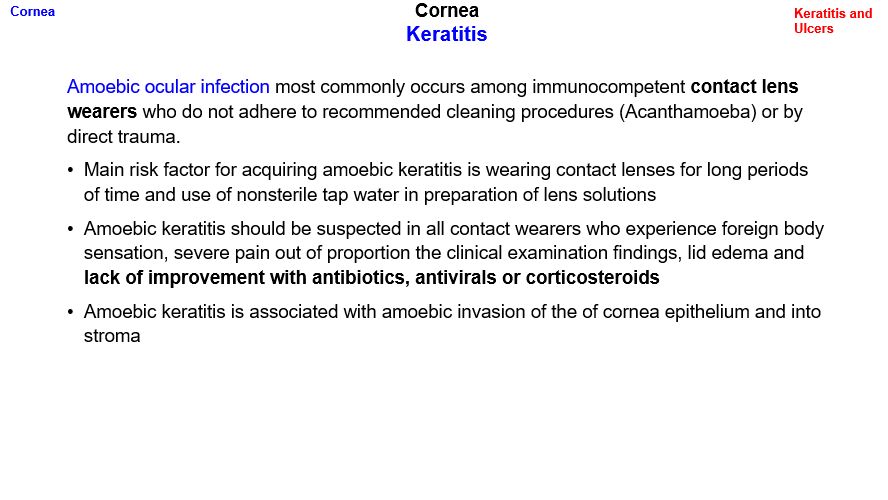 Cornea
Cornea
Keratitis
Keratitis and
Ulcers
Amoebic ocular infection most commonly occurs among immunocompetent contact lens
wearers who do not adhere to recommended cleaning procedures (Acanthamoeba) or by
direct trauma.
• Main risk factor for acquiring amoebic keratitis is wearing contact lenses for long periods
of time and use of nonsterile tap water in preparation of lens solutions
• Amoebic keratitis should be suspected in all contact wearers who experience foreign body
sensation, severe pain out of proportion the clinical examination findings, lid edema and
lack of improvement with antibiotics, antivirals or corticosteroids
• Amoebic keratitis is associated with amoebic invasion of the of cornea epithelium and into
stroma